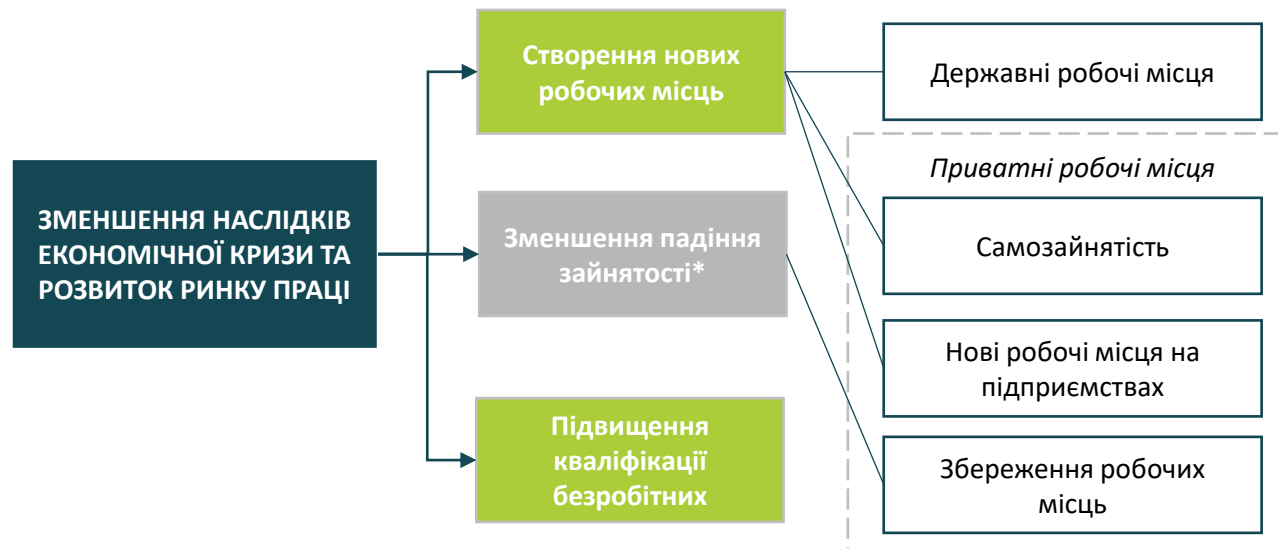 ЗМЕНШЕННЯ НАСЛІДКІВ
ЕКОНОМІЧНОЇ КРИЗИ ТА
РОЗВИТОК РИНКУ ПРАЦІ
Створення нових
робочих місць
Зменшення падіння
зайнятості*
Підвищення
кваліфікації
безробітних
Державні робочі місця
Приватні робочі місця
Самозайнятість
Нові робочі місця на
підприємствах
Збереження робочих
місць